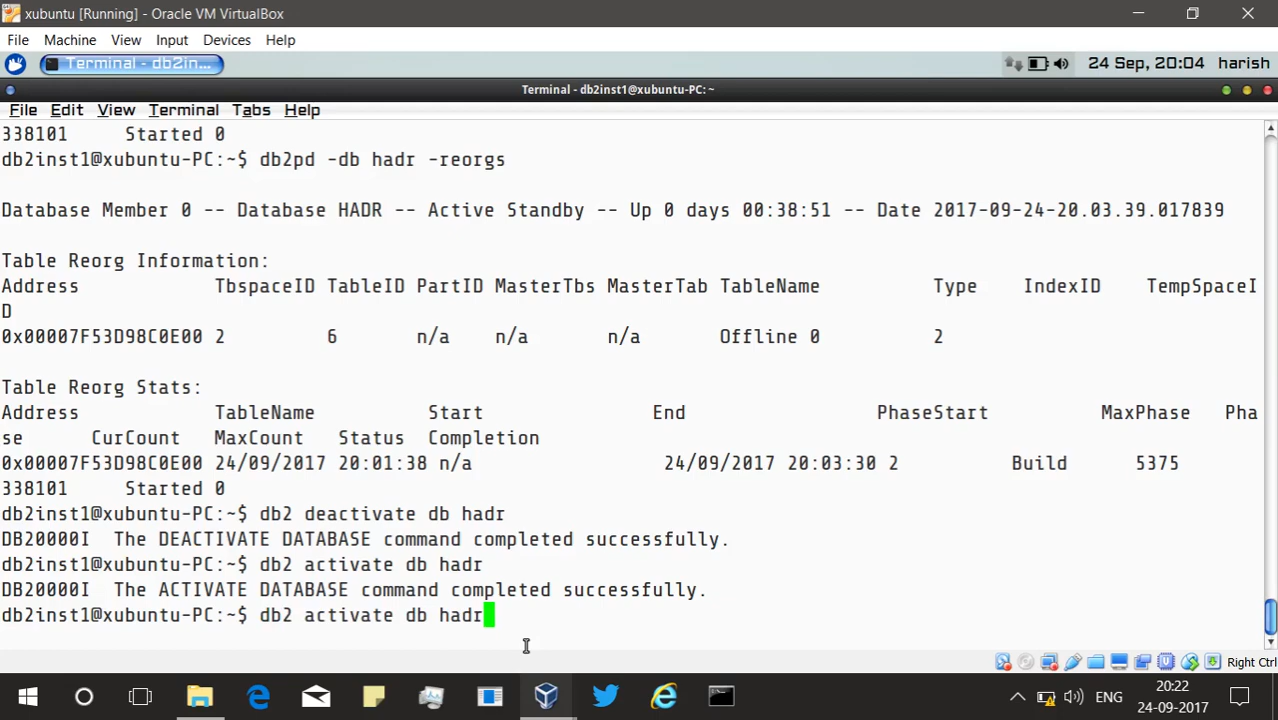 xubuntu [Running] - Oracle VM VirtualBox
File Machine View Input Devices Help
Terminal - db2in... 24 Sep, 20:04 harish
Terminal - db2inst1@xubuntu-PC: ~
File Edit View Terminal Tabs Help
338101 Started 0
db2inst1@xubuntu-PC:~$ db2pd -db hadr -reorgs
Database Member 0 -- Database HADR -- Active Standby -- Up 0 days 00:38:51 -- Date 2017-09-24-20.03.39.017839
Table Reorg Information:
Address TbspaceID TableID PartID MasterTbs MasterTab TableName Type IndexID TempSpaceI
D
0x00007F53D98C0E00 2 6 n/a n/a n/a Offline 0 2
Table Reorg Stats:
Address TableName Start End PhaseStart MaxPhase Pha
se CurCount MaxCount Status Completion
0x00007F53D98C0E00 24/09/2017 20:01:38 n/a 24/09/2017 20:03:30 2 Build 5375
338101 Started 0
db2inst1@xubuntu-PC:~$ db2 deactivate db hadr
DB20000I The DEACTIVATE DATABASE command completed successfully.
db2inst1@xubuntu-PC:~$ db2 activate db hadr
DB20000I The ACTIVATE DATABASE command completed successfully.
db2inst1@xubuntu-PC:~$ db2 activate db hadr
Right Ctrl
ENG 20:22
24-09-2017